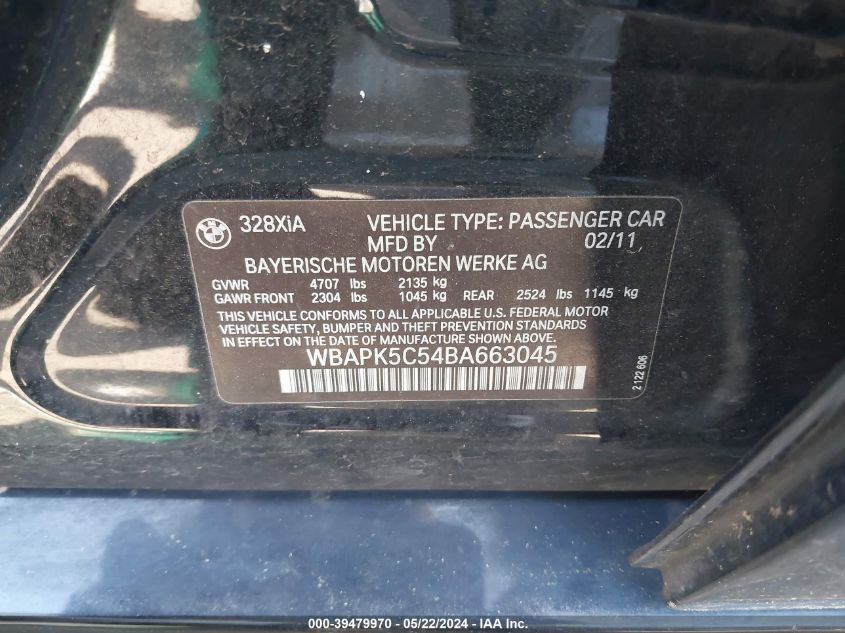 328XiA VEHICLE TYPE: PASSENGER CAR
MFD BY 02/11
BAYERISCHE MOTOREN WERKE AG
GVWR 4707 lbs 2135 kg
GAWR FRONT 2304 lbs 1045 kg REAR 2524 lbs 1145 kg
THIS VEHICLE CONFORMS TO ALL APPLICABLE U.S. FEDERAL MOTOR
VEHICLE SAFETY, BUMPER AND THEFT PREVENTION STANDARDS
IN EFFECT ON THE DATE OF MANUFACTURE SHOWN ABOVE.
WBAPK5C54BA663045
2 122 606
000-39479970 - 05/22/2024 - IAA Inc.